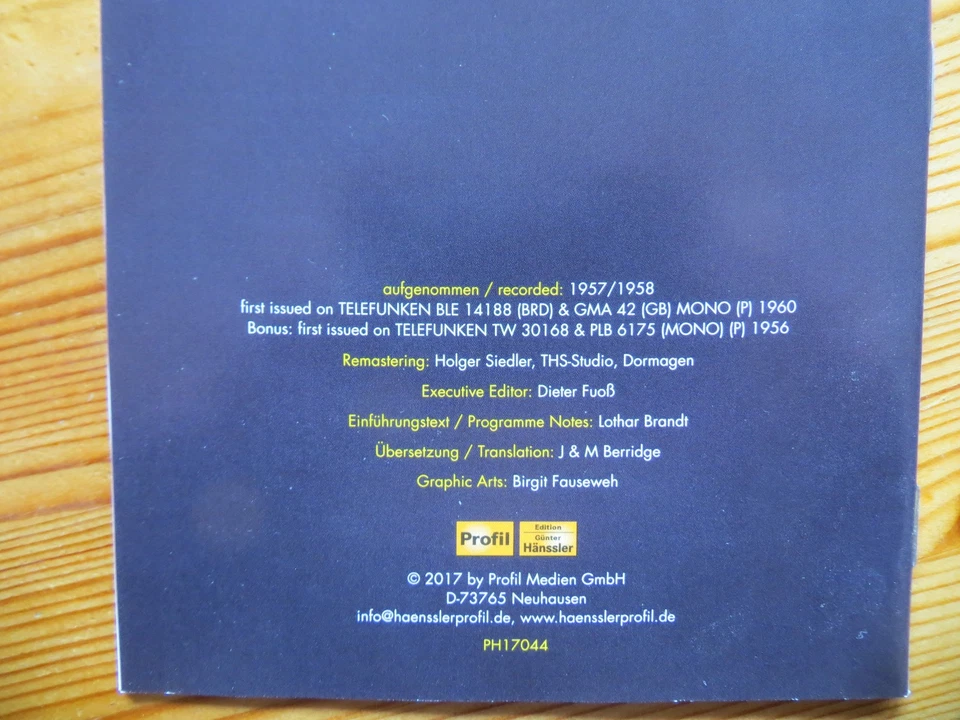 aufgenommen / recorded: 1957/1958
first issued on TELEFUNKEN BLE 14188 (BRD) & GMA 42 (GB) MONO (P) 1960
Bonus: first issued on TELEFUNKEN TW 30168 & PLB 6175 (MONO) (P) 1956
Remastering: Holger Siedler, THS-Studio, Dormagen
Executive Editor: Dieter Fuoß
Einführungstext / Programme Notes: Lothar Brandt
Übersetzung / Translation: J & M Berridge
Graphic Arts: Birgit Fauseweh
Profil
Edition
Günter
Hänssler
© 2017 by Profil Medien GmbH
D-73765 Neuhausen
info@haensslerprofil.de, www.haensslerprofil.de
PH17044